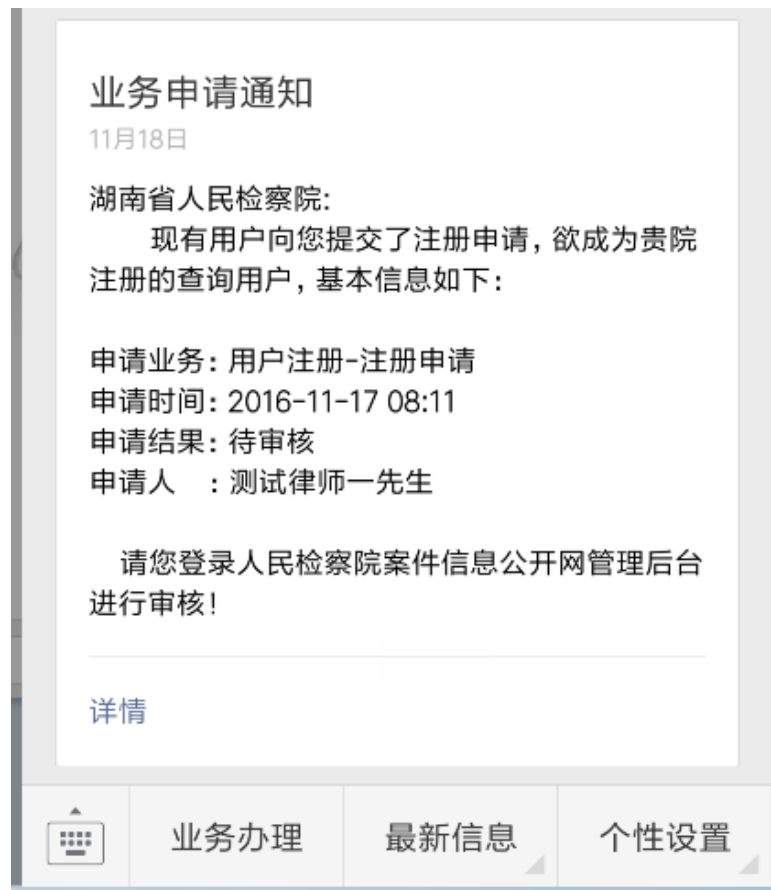 业务申请通知
11月18日
湖南省人民检察院:
现有用户向您提交了注册申请，欲成为贵院
注册的查询用户，基本信息如下：
申请业务：用户注册-注册申请
申请时间：2016-11-17 08:11
申请结果：待审核
申请人　：测试律师一先生
请您登录人民检察院案件信息公开网管理后台
进行审核！
详情
业务办理
最新信息
个性设置